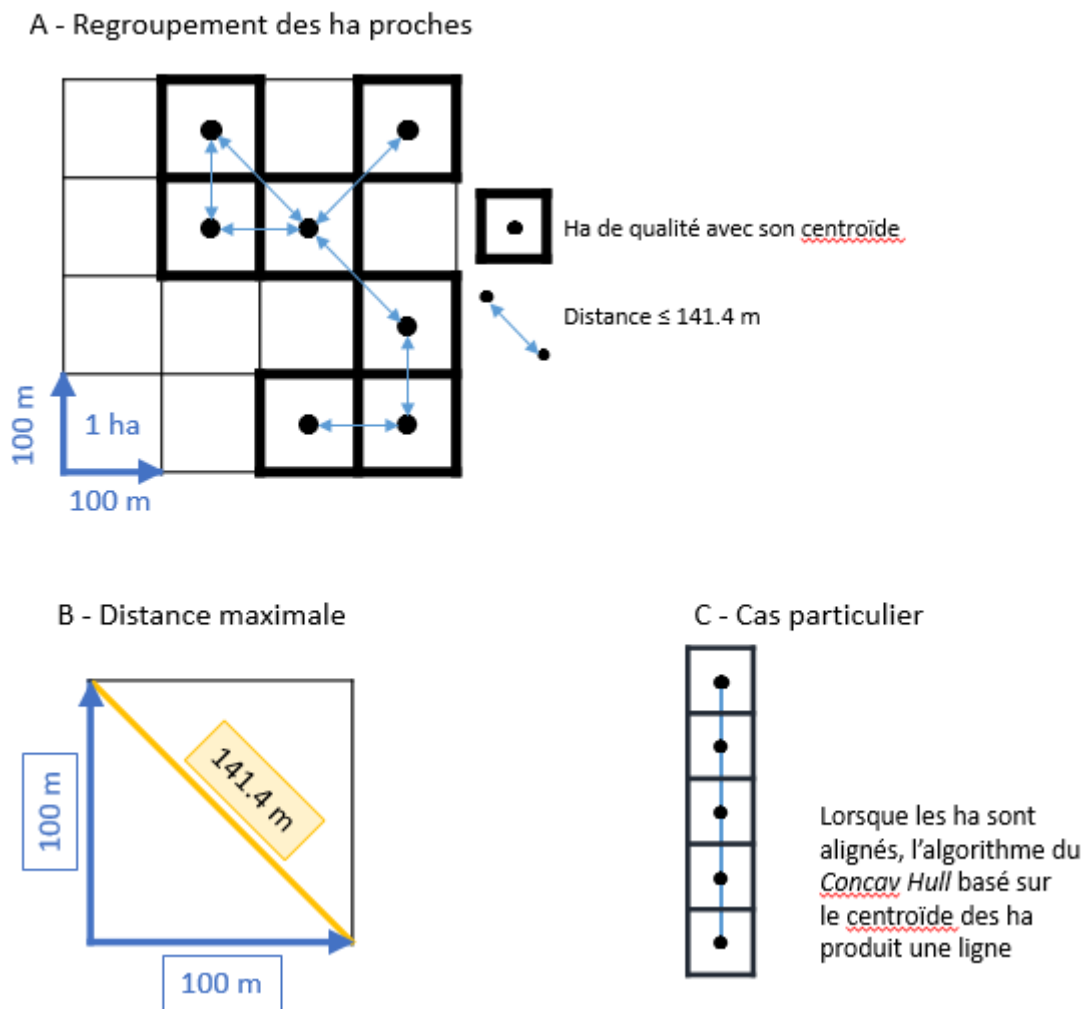 A - Regroupement des ha proches
Ha de qualité avec son centroïde
Distance ≤ 141.4 m
100 m
1 ha
100 m
B - Distance maximale
141.4 m
100 m
100 m
C - Cas particulier
Lorsque les ha sont
alignés, l’algorithme du
Concav Hull basé sur
le centroïde des ha
produit une ligne